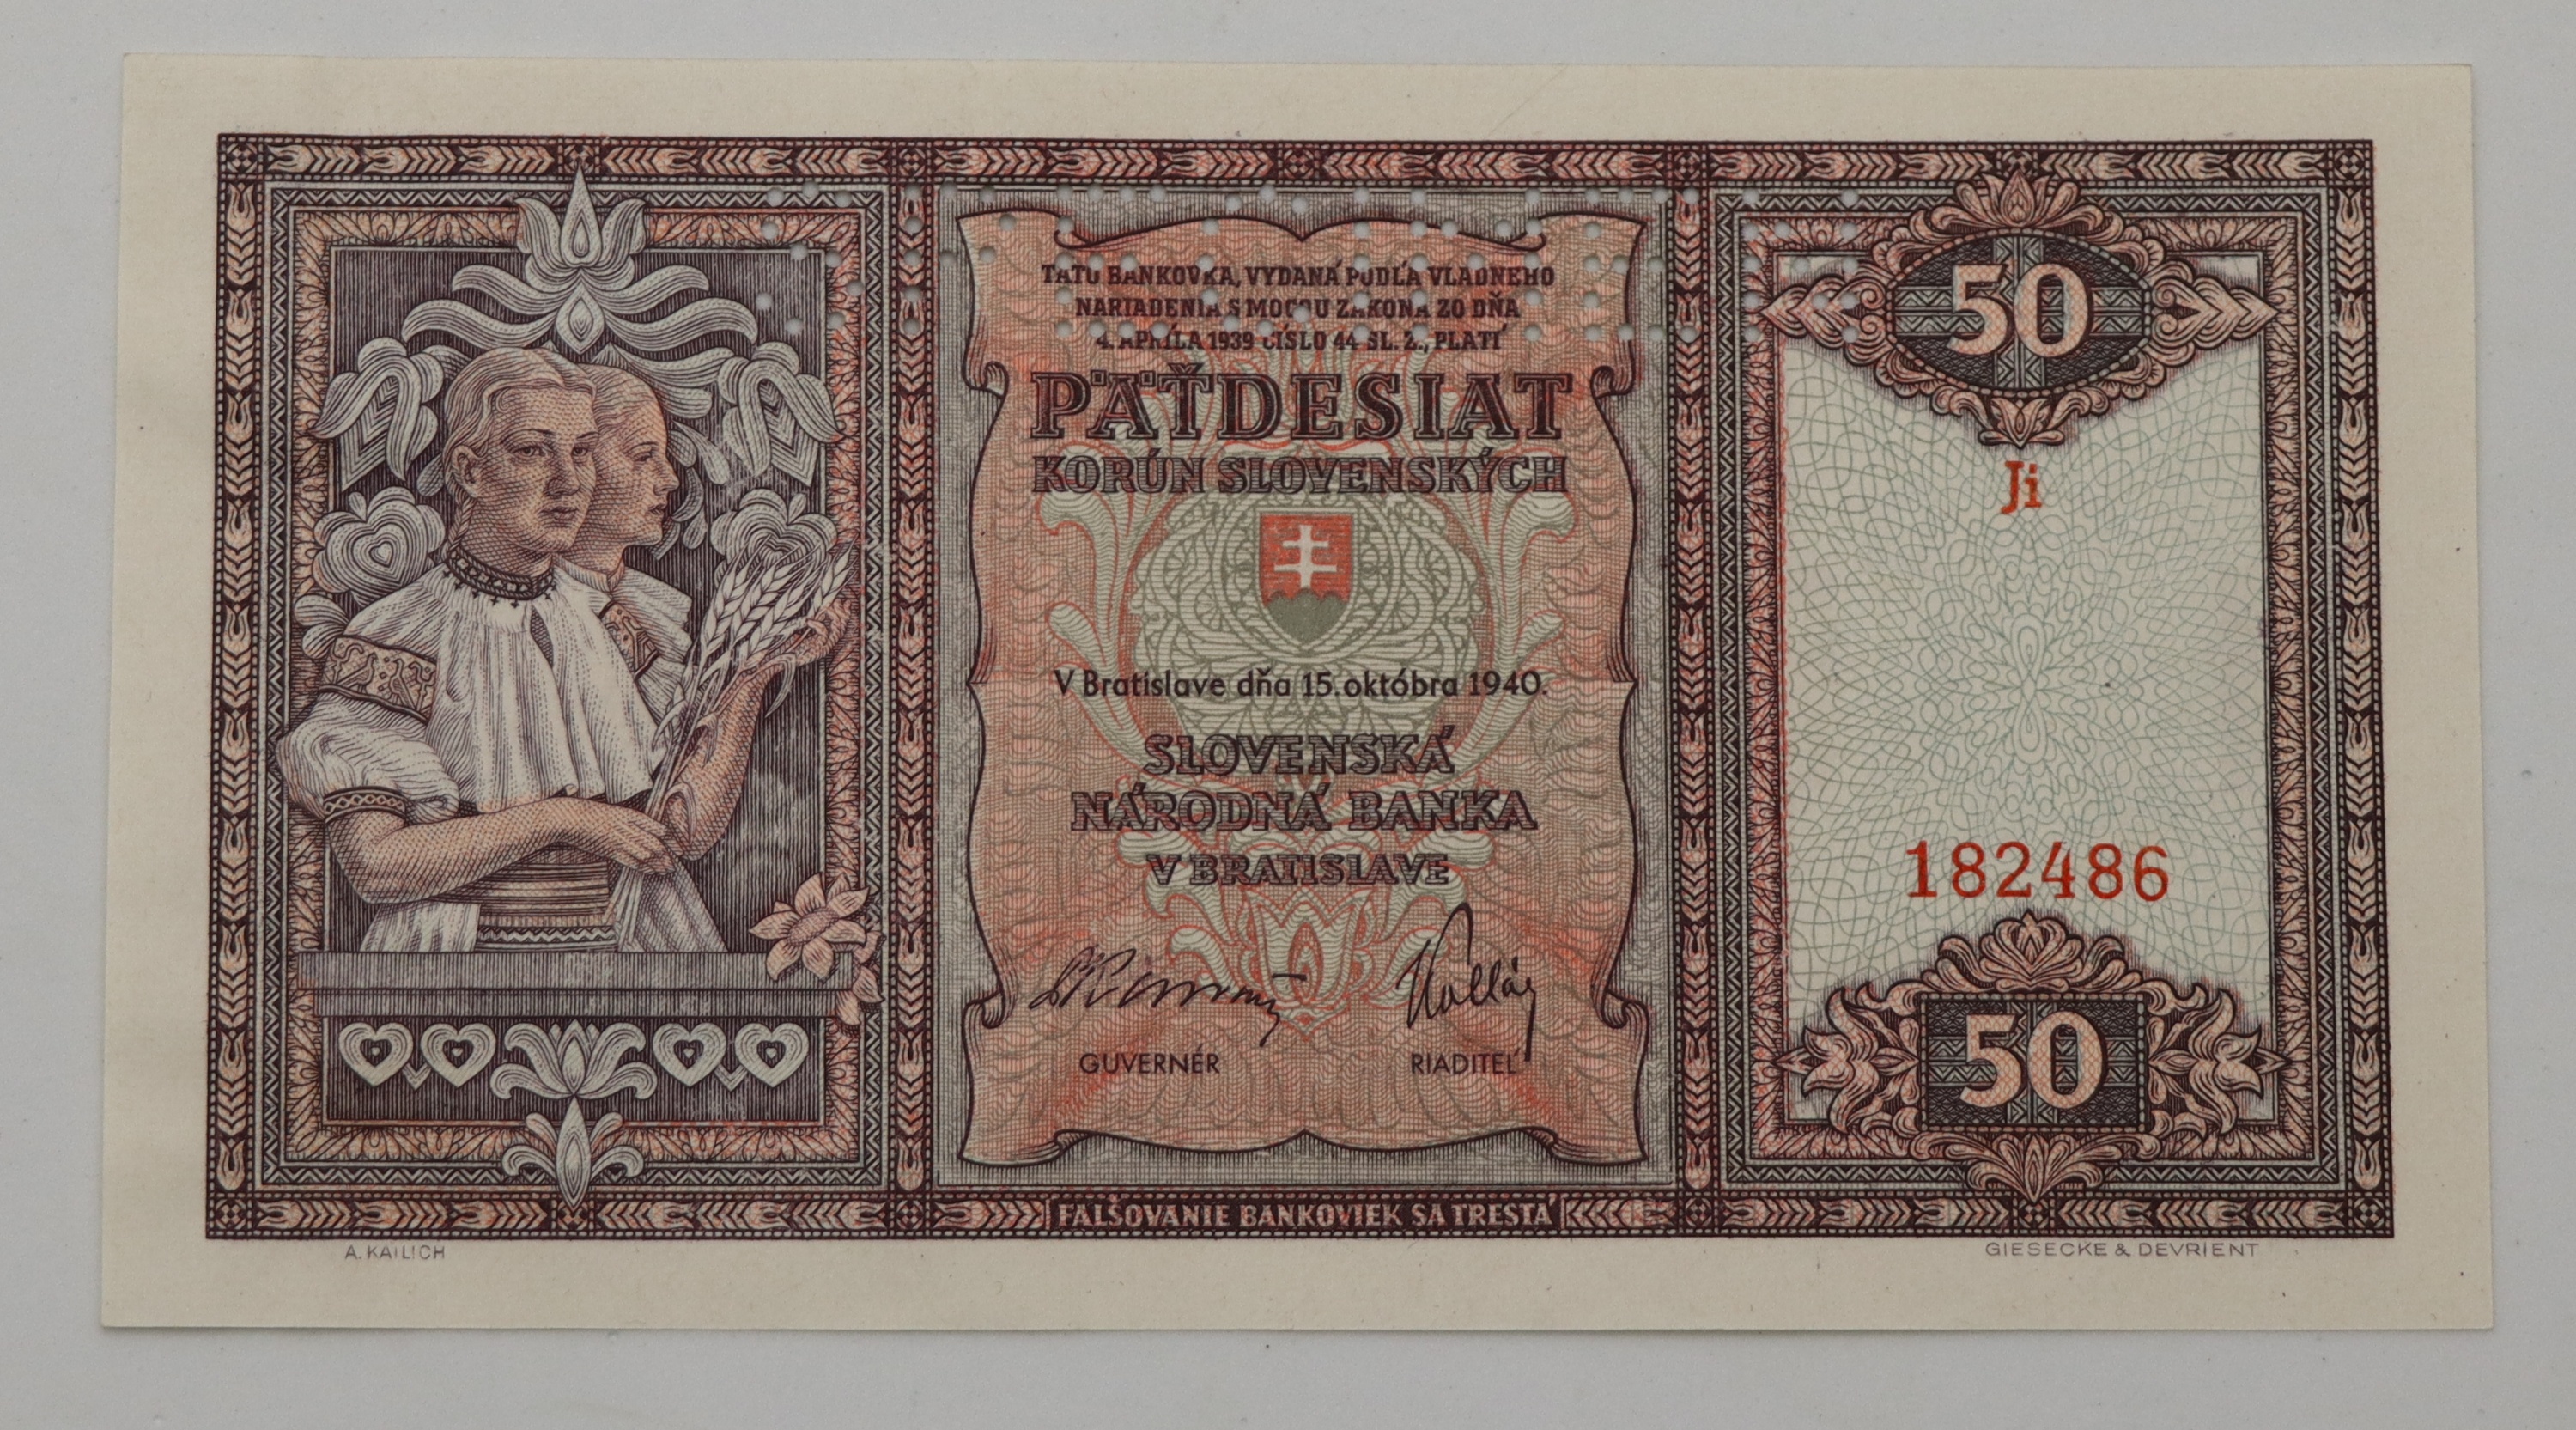 TÁTO BANKOVKA, VYDANÁ PODĽA VLÁDNEHO
NARIADENIA S MOCOU ZÁKONA ZO DŇA
4. APRÍLA 1939 ČÍSLO 44 SL. Z., PLATÍ
PÄŤDESIAT
KORÚN SLOVENSKÝCH
V Bratislave dňa 15. októbra 1940.
SLOVENSKÁ
NÁRODNÁ BANKA
V BRATISLAVE
GUVERNÉR
RIADITEĽ
FALŠOVANIE BANKOVIEK SA TRESTÁ
50
Ji
182486
50
A. KAILICH
GIESECKE & DEVRIENT